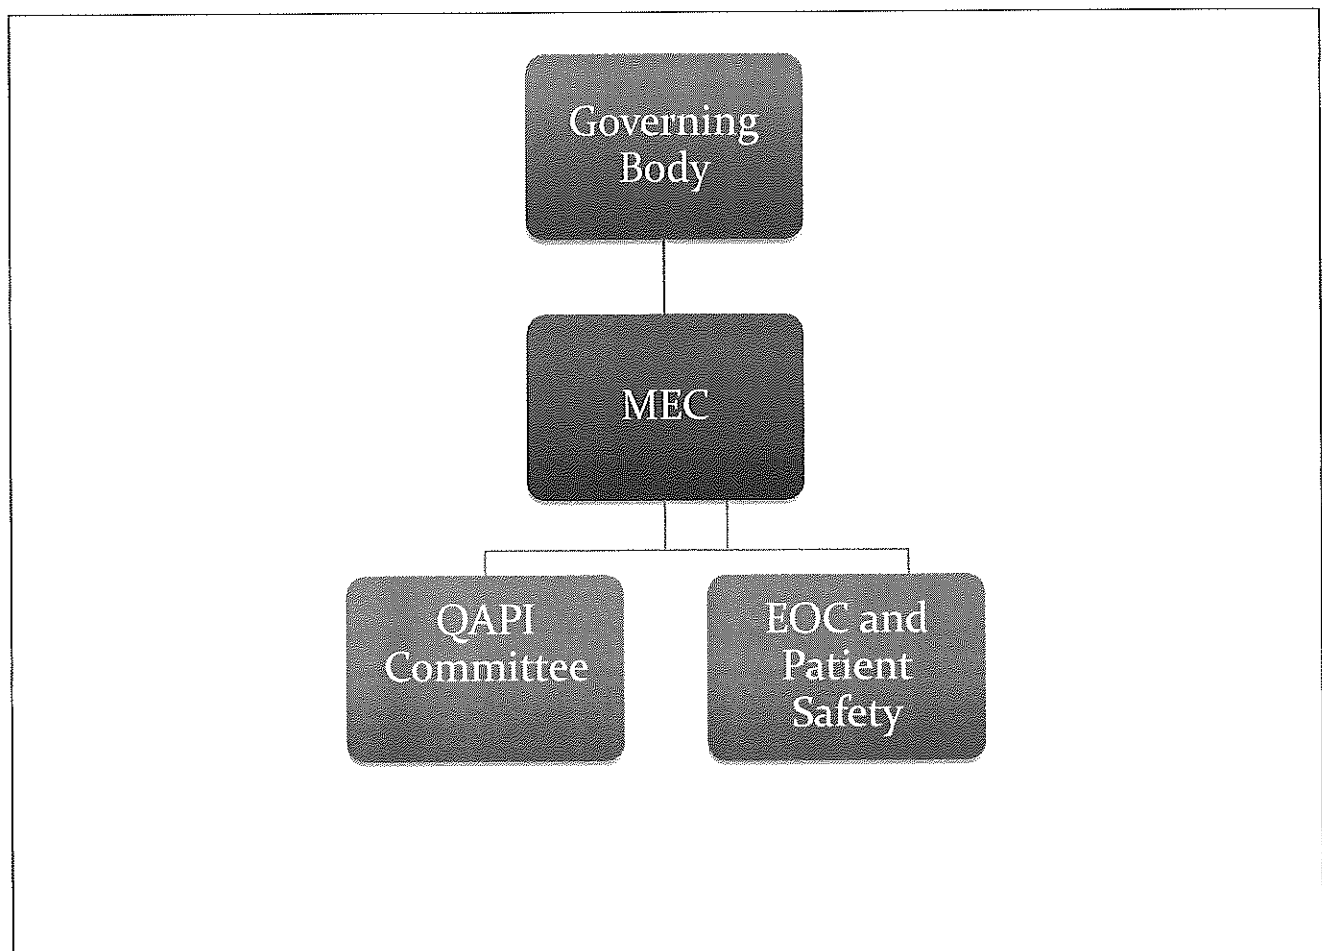 Governing
Body
MEC
QAPI
Committee
EOC and
Patient
Safety